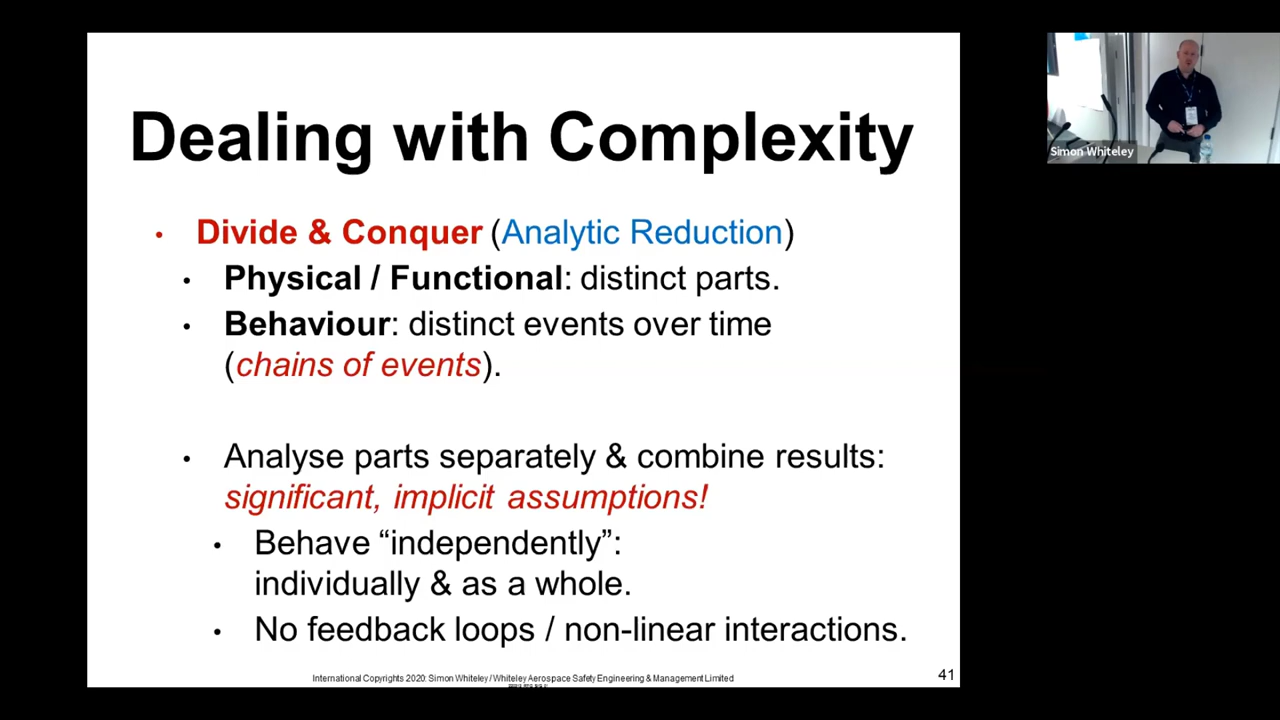 Dealing with Complexity
• Divide & Conquer (Analytic Reduction)
• Physical / Functional: distinct parts.
• Behaviour: distinct events over time
(chains of events).
• Analyse parts separately & combine results:
significant, implicit assumptions!
• Behave “independently”:
individually & as a whole.
• No feedback loops / non-linear interactions.
International Copyrights 2020: Simon Whiteley / Whiteley Aerospace Safety Engineering & Management Limited
41
Simon Whiteley